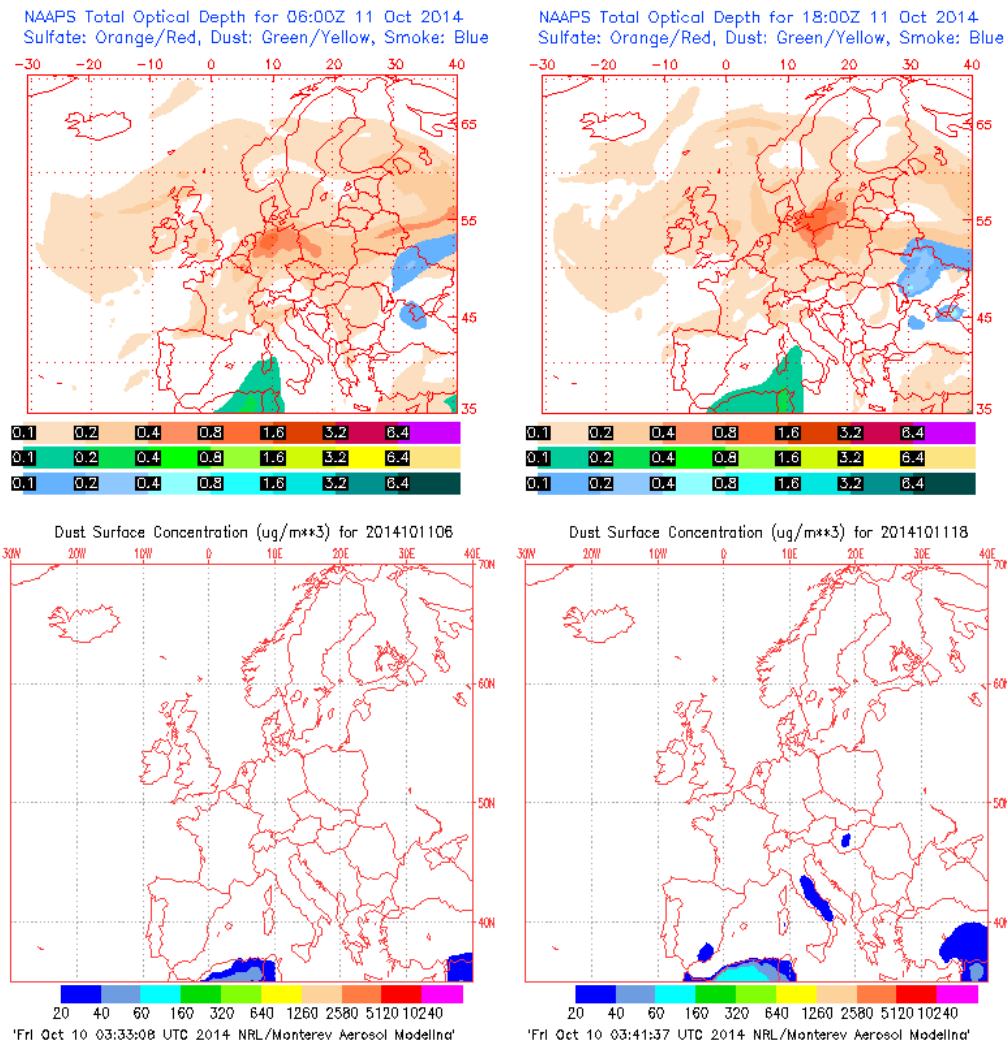 NAAPS Total Optical Depth for 06:00Z 11 Oct 2014
Sulfate: Orange/Red, Dust: Green/Yellow, Smoke: Blue
-30 -20 -10 0 10 20 30 40
65
55
45
35
0.1 0.2 0.4 0.8 1.6 3.2 6.4
0.1 0.2 0.4 0.8 1.6 3.2 6.4
0.1 0.2 0.4 0.8 1.6 3.2 6.4
NAAPS Total Optical Depth for 18:00Z 11 Oct 2014
Sulfate: Orange/Red, Dust: Green/Yellow, Smoke: Blue
-30 -20 -10 0 10 20 30 40
65
55
45
35
0.1 0.2 0.4 0.8 1.6 3.2 6.4
0.1 0.2 0.4 0.8 1.6 3.2 6.4
0.1 0.2 0.4 0.8 1.6 3.2 6.4
Dust Surface Concentration (ug/m**3) for 2014101106
30W 20W 10W 0 10E 20E 30E 40E
70N
60N
50N
40N
20 40 60 160 320 640 1260 2580 5120 10240
'Fri Oct 10 03:33:08 UTC 2014 NRL/Monterey Aerosol Modeling'
Dust Surface Concentration (ug/m**3) for 2014101118
30W 20W 10W 0 10E 20E 30E 40E
70N
60N
50N
40N
20 40 60 160 320 640 1260 2580 5120 10240
'Fri Oct 10 03:41:37 UTC 2014 NRL/Monterey Aerosol Modeling'